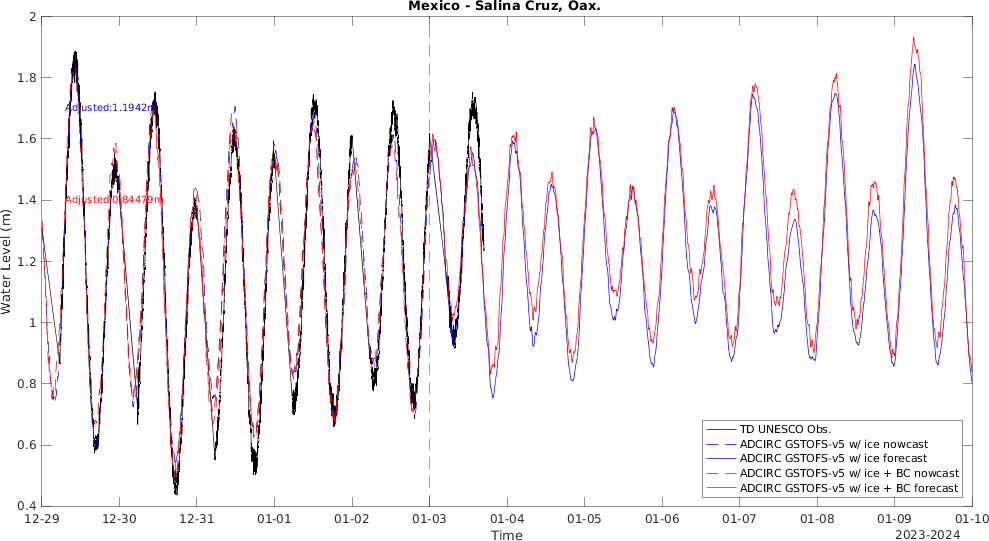 Mexico - Salina Cruz, Oax.
2
1.8
1.6
1.4
1.2
1
0.8
0.6
0.4
Water Level (m)
Adjusted:1.1942m
Adjusted:0.84479m
TD UNESCO Obs.
ADCIRC GSTOFS-v5 w/ ice nowcast
ADCIRC GSTOFS-v5 w/ ice forecast
ADCIRC GSTOFS-v5 w/ ice + BC nowcast
ADCIRC GSTOFS-v5 w/ ice + BC forecast
12-29 12-30 12-31 01-01 01-02 01-03 01-04 01-05 01-06 01-07 01-08 01-09 01-10
Time
2023-2024